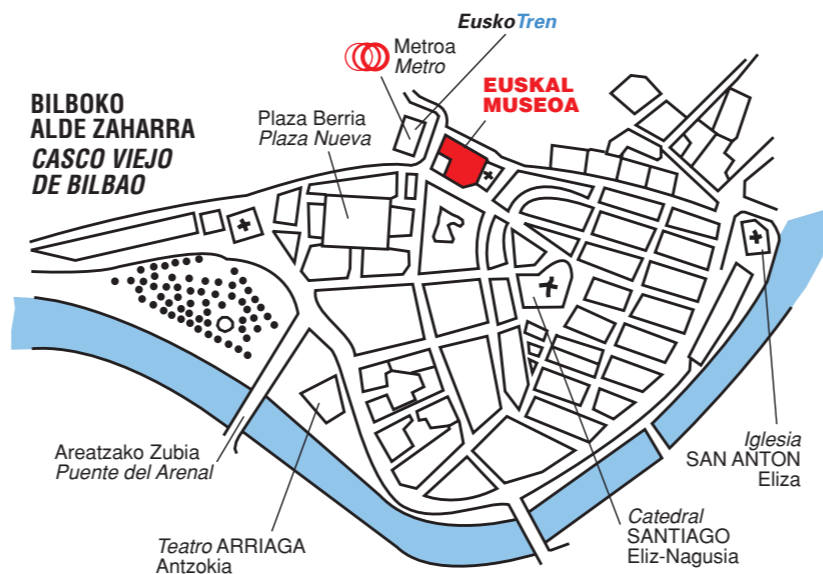 EuskoTren
Metroa
Metro
EUSKAL
MUSEOA
BILBOKO
ALDE ZAHARRA
CASCO VIEJO
DE BILBAO
Plaza Berria
Plaza Nueva
Areatzako Zubia
Puente del Arenal
Teatro ARRIAGA
Antzokia
Catedral
SANTIAGO
Eliz-Nagusia
Iglesia
SAN ANTON
Eliza